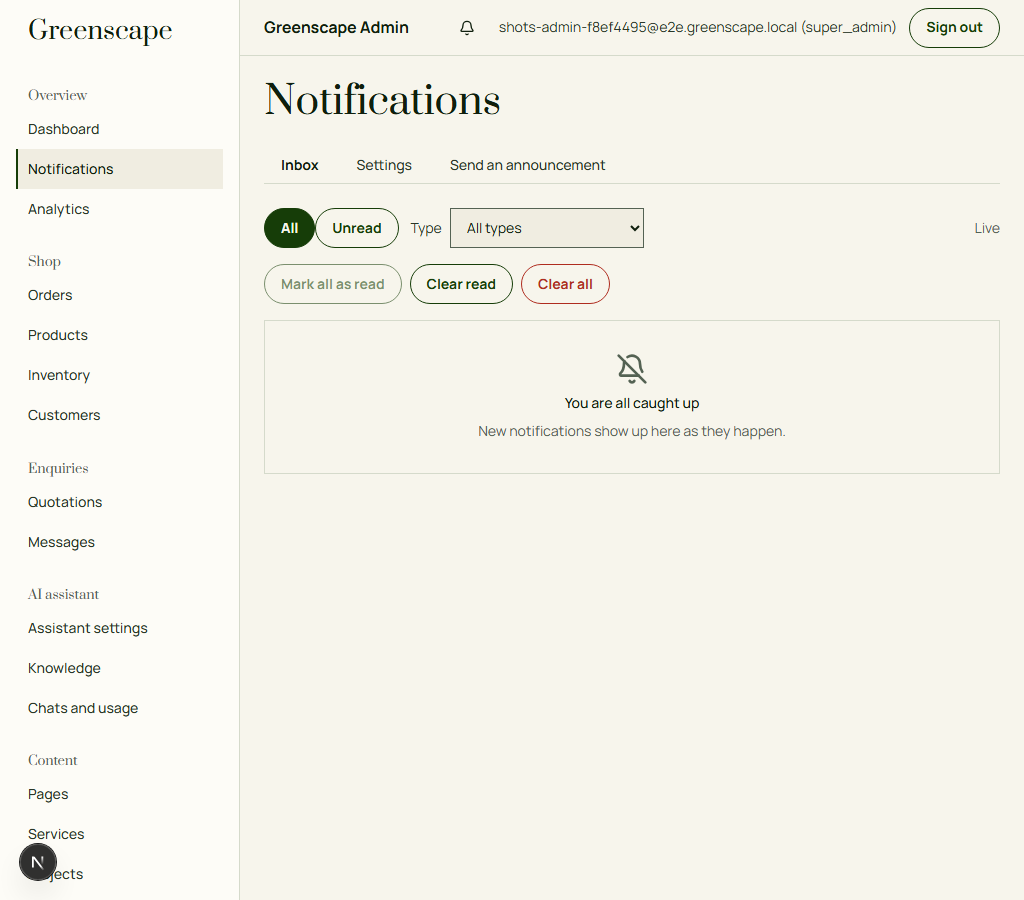 Greenscape
Greenscape Admin
shots-admin-f8ef4495@e2e.greenscape.local (super_admin)
Sign out
Overview
Dashboard
Notifications
Analytics
Shop
Orders
Products
Inventory
Customers
Enquiries
Quotations
Messages
AI assistant
Assistant settings
Knowledge
Chats and usage
Content
Pages
Services
jects
N
Notifications
Inbox Settings Send an announcement
All Unread Type All types Live
Mark all as read Clear read Clear all
You are all caught up
New notifications show up here as they happen.